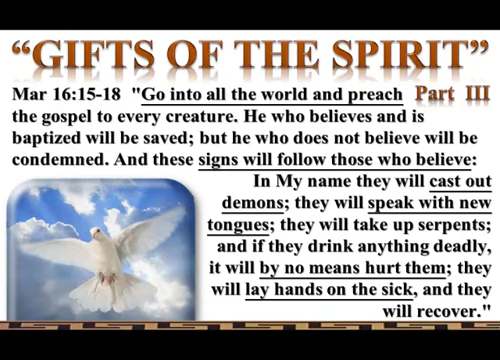 “GIFTS OF THE SPIRIT”
Mar 16:15-18 "Go into all the world and preach Part III
the gospel to every creature. He who believes and is
baptized will be saved; but he who does not believe will be
condemned. And these signs will follow those who believe:
In My name they will cast out
demons; they will speak with new
tongues; they will take up serpents;
and if they drink anything deadly,
it will by no means hurt them; they
will lay hands on the sick, and they
will recover."